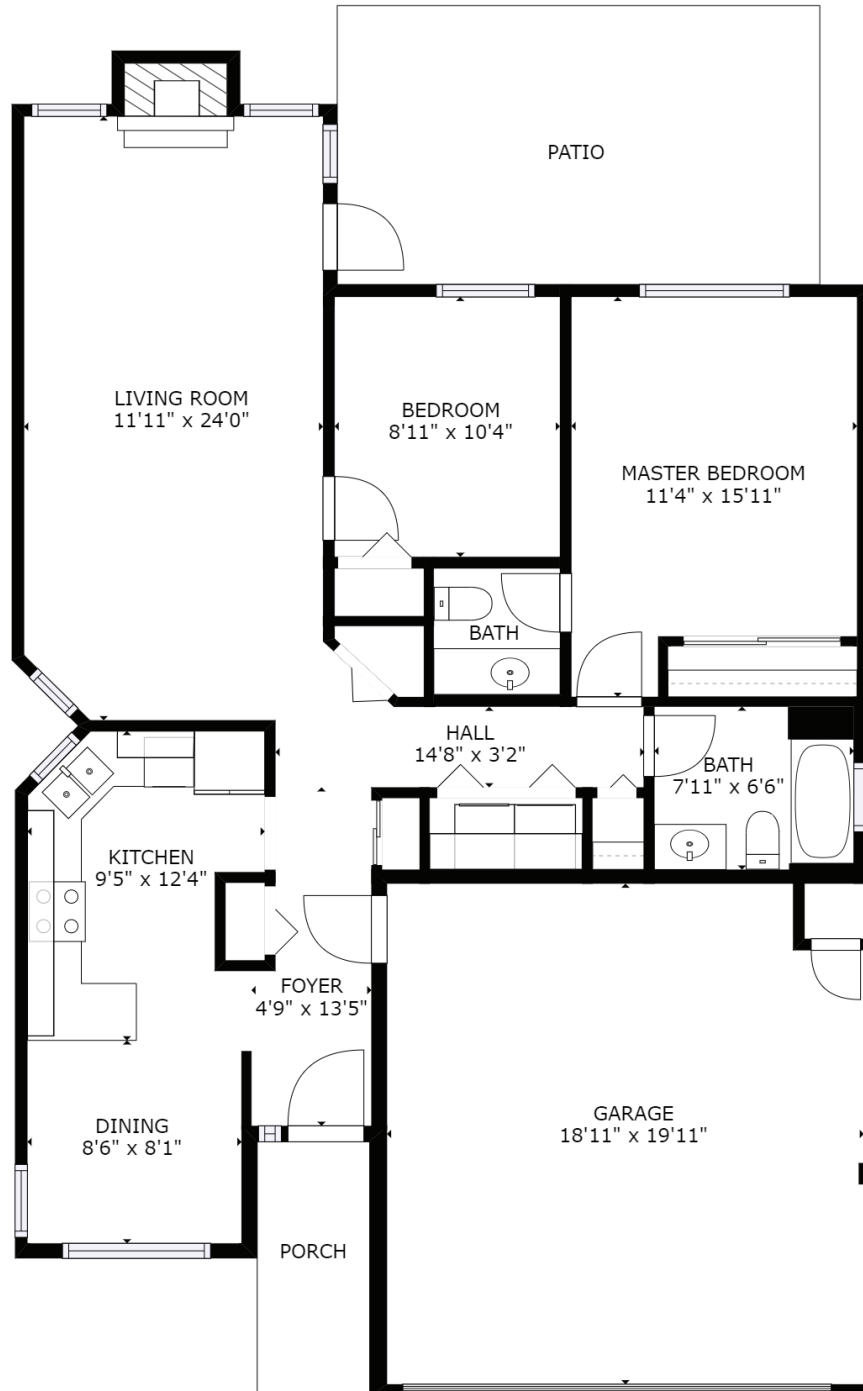 PATIO
LIVING ROOM
11'11" x 24'0"
BEDROOM
8'11" x 10'4"
MASTER BEDROOM
11'4" x 15'11"
BATH
HALL
14'8" x 3'2"
BATH
7'11" x 6'6"
KITCHEN
9'5" x 12'4"
FOYER
4'9" x 13'5"
DINING
8'6" x 8'1"
GARAGE
18'11" x 19'11"
PORCH